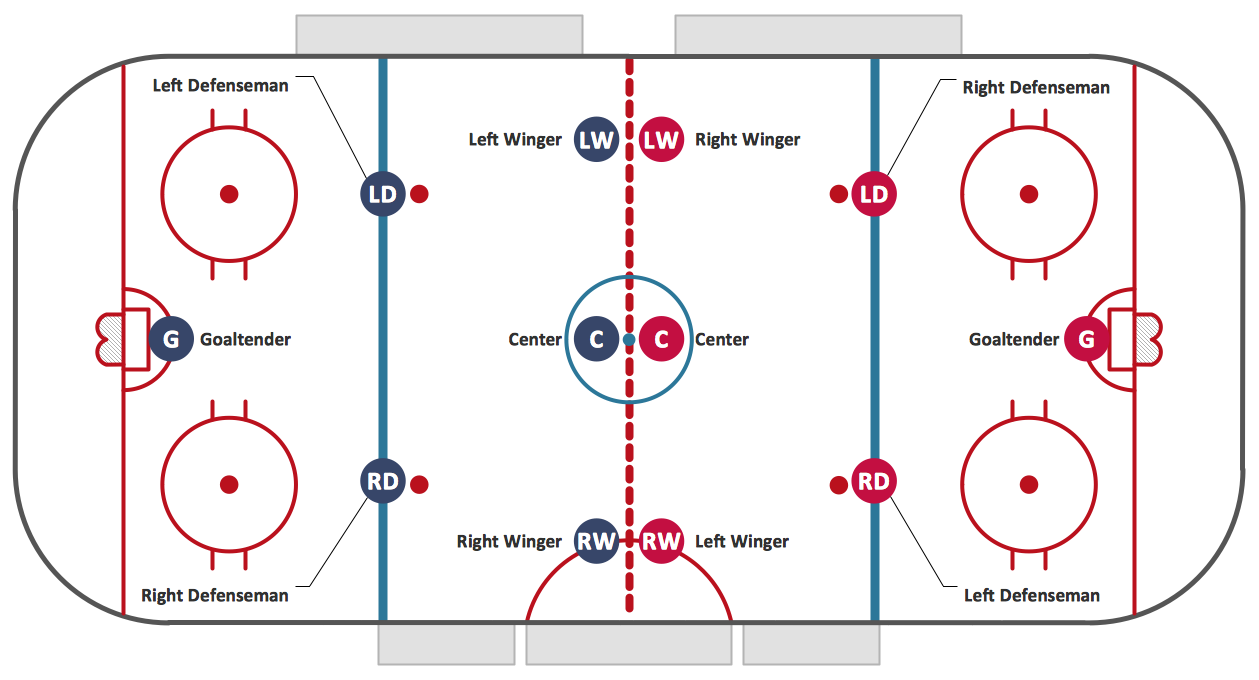 Left Defenseman
Right Defenseman
Left Winger LW LW Right Winger
LD LD
G Goaltender Center C C Center Goaltender G
RD RD
Right Winger RW RW Left Winger
Right Defenseman
Left Defenseman